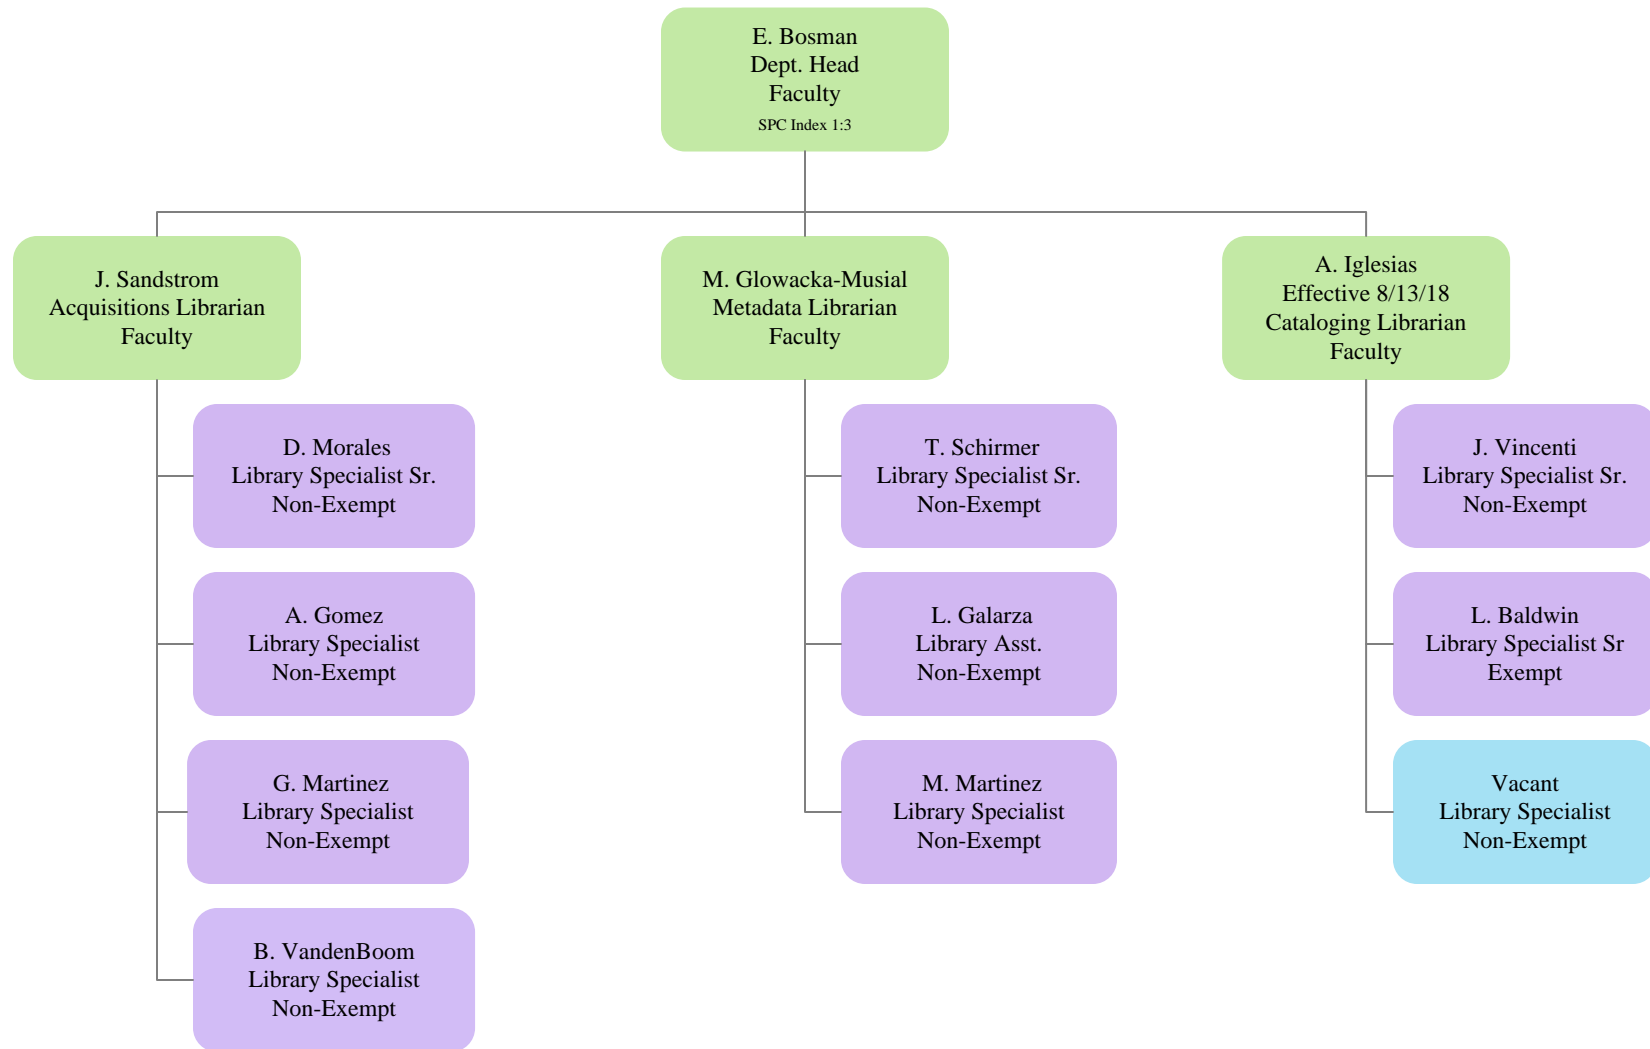 E. Bosman
Dept. Head
Faculty
SPC Index 1:3
J. Sandstrom
Acquisitions Librarian
Faculty
M. Glowacka-Musial
Metadata Librarian
Faculty
A. Iglesias
Effective 8/13/18
Cataloging Librarian
Faculty
D. Morales
Library Specialist Sr.
Non-Exempt
A. Gomez
Library Specialist
Non-Exempt
G. Martinez
Library Specialist
Non-Exempt
B. VandenBoom
Library Specialist
Non-Exempt
T. Schirmer
Library Specialist Sr.
Non-Exempt
L. Galarza
Library Asst.
Non-Exempt
M. Martinez
Library Specialist
Non-Exempt
J. Vincenti
Library Specialist Sr.
Non-Exempt
L. Baldwin
Library Specialist Sr
Exempt
Vacant
Library Specialist
Non-Exempt